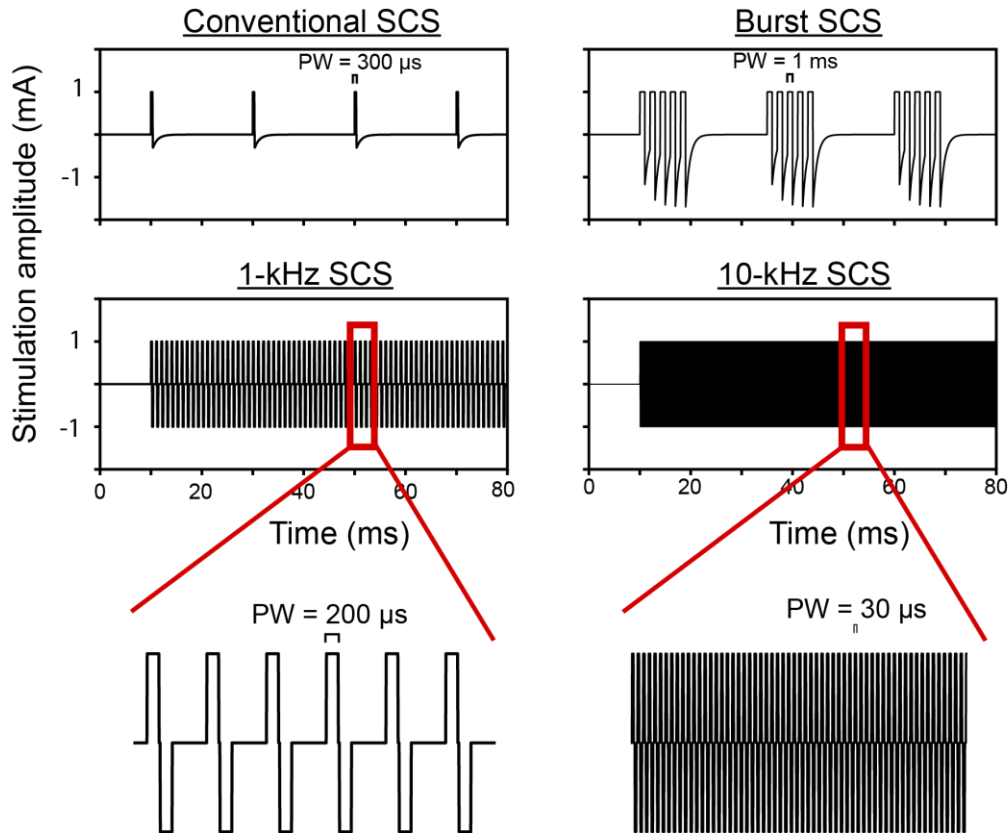 Conventional SCS
Burst SCS
Stimulation amplitude (mA)
PW = 300 µs
PW = 1 ms
1
-1
1-kHz SCS
10-kHz SCS
1
-1
0 20 40 60 80
0 20 40 60 80
Time (ms)
Time (ms)
PW = 200 µs
PW = 30 µs